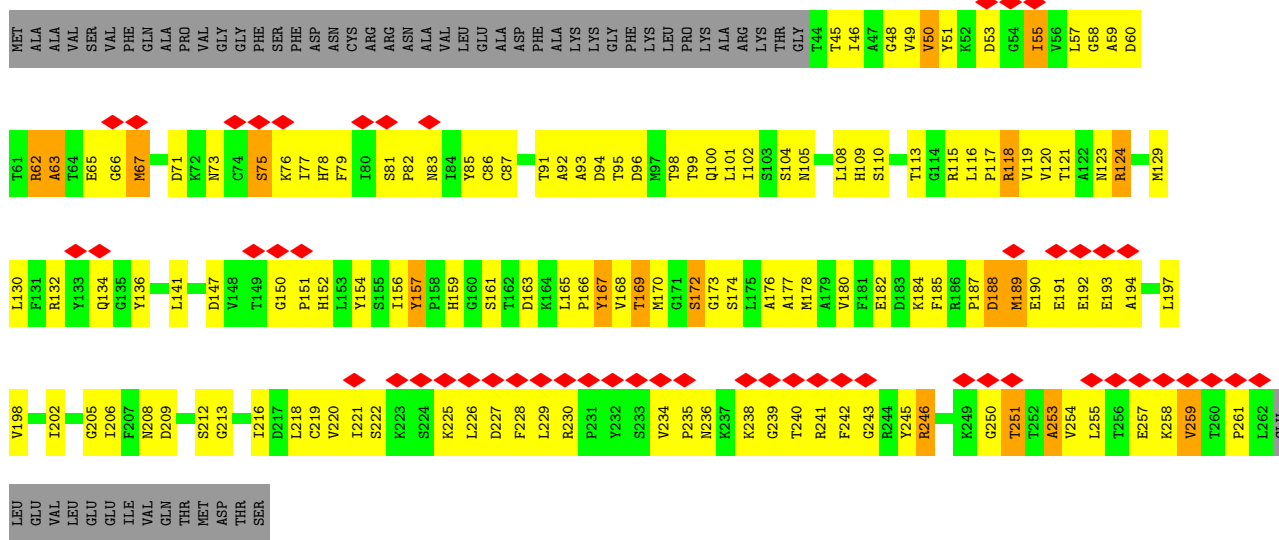 MET ALA ALA VAL SER VAL PHE GLN ALA PRO VAL GLY GLY PHE SER PHE ASP ASN CYS ARG ARG ASN ALA VAL LEU GLU ALA ASP PHE ALA LYS LYS GLY PHE LYS LEU PRO LYS ALA ARG LYS THR GLY T44 T45 I46 A47 G48 V49 V50 Y51 K52 D53 G54 I55 V56 L57 G58 A59 D60
T61 R62 A63 T64 E65 G66 M67 D71 K72 N73 C74 S75 K76 I77 H78 F79 I80 S81 P82 N83 I84 Y85 C86 C87 T91 A92 A93 D94 T95 D96 M97 T98 T99 Q100 L101 I102 S103 S104 N105 L108 H109 S110 T113 G114 R115 L116 P117 R118 V119 V120 T121 A122 N123 R124 M129
L130 F131 R132 Y133 Q134 G135 Y136 L141 D147 V148 T149 G150 P151 H152 L153 Y154 S155 I156 Y157 P158 H159 G160 S161 T162 D163 K164 L165 P166 Y167 V168 T169 M170 G171 S172 G173 S174 L175 A176 A177 M178 A179 V180 F181 E182 D183 K184 F185 R186 P187 D188 M189 E190 E191 E192 E193 A194 L197
V198 I202 G205 I206 F207 N208 D209 S212 G213 I216 D217 L218 C219 V220 I221 S222 K223 S224 K225 L226 D227 F228 L229 R230 P231 Y232 S233 V234 P235 N236 K237 K238 G239 T240 R241 F242 G243 R244 Y245 R246 K249 G250 T251 T252 A253 V254 L255 T256 E257 K258 V259 T260 P261 L262 GLU
LEU GLU VAL LEU GLU GLU ILE VAL GLN THR MET ASP THR SER